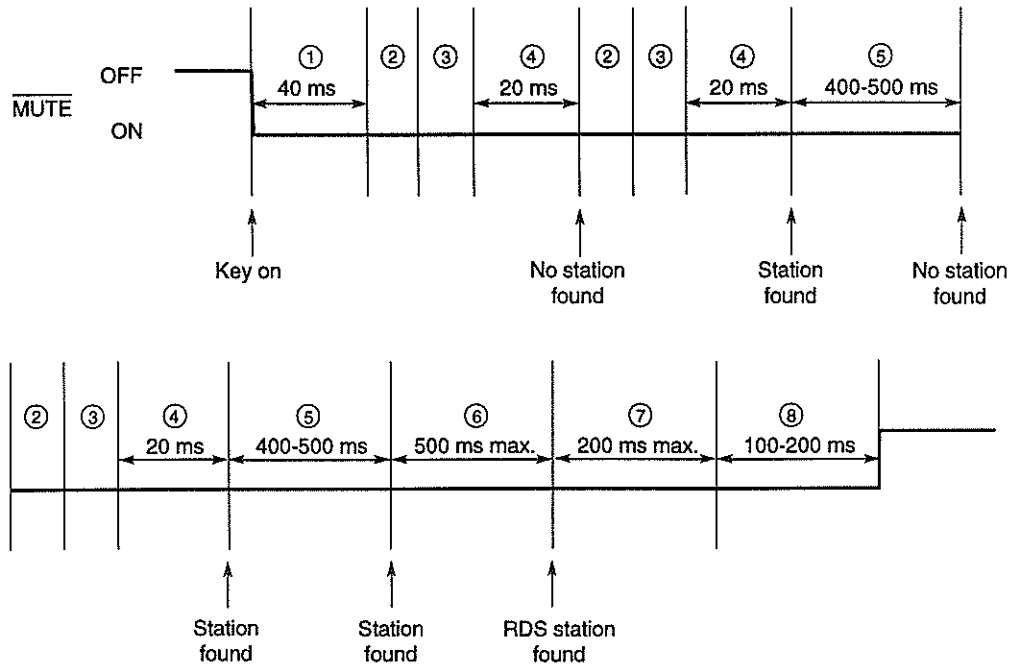 ① ② ③ ④ ② ③ ④ ⑤
OFF
40 ms 20 ms 20 ms 400-500 ms
MUTE
ON
Key on No station found Station found No station found
② ③ ④ ⑤ ⑥ ⑦ ⑧
20 ms 400-500 ms 500 ms max. 200 ms max. 100-200 ms
Station found Station found RDS station found